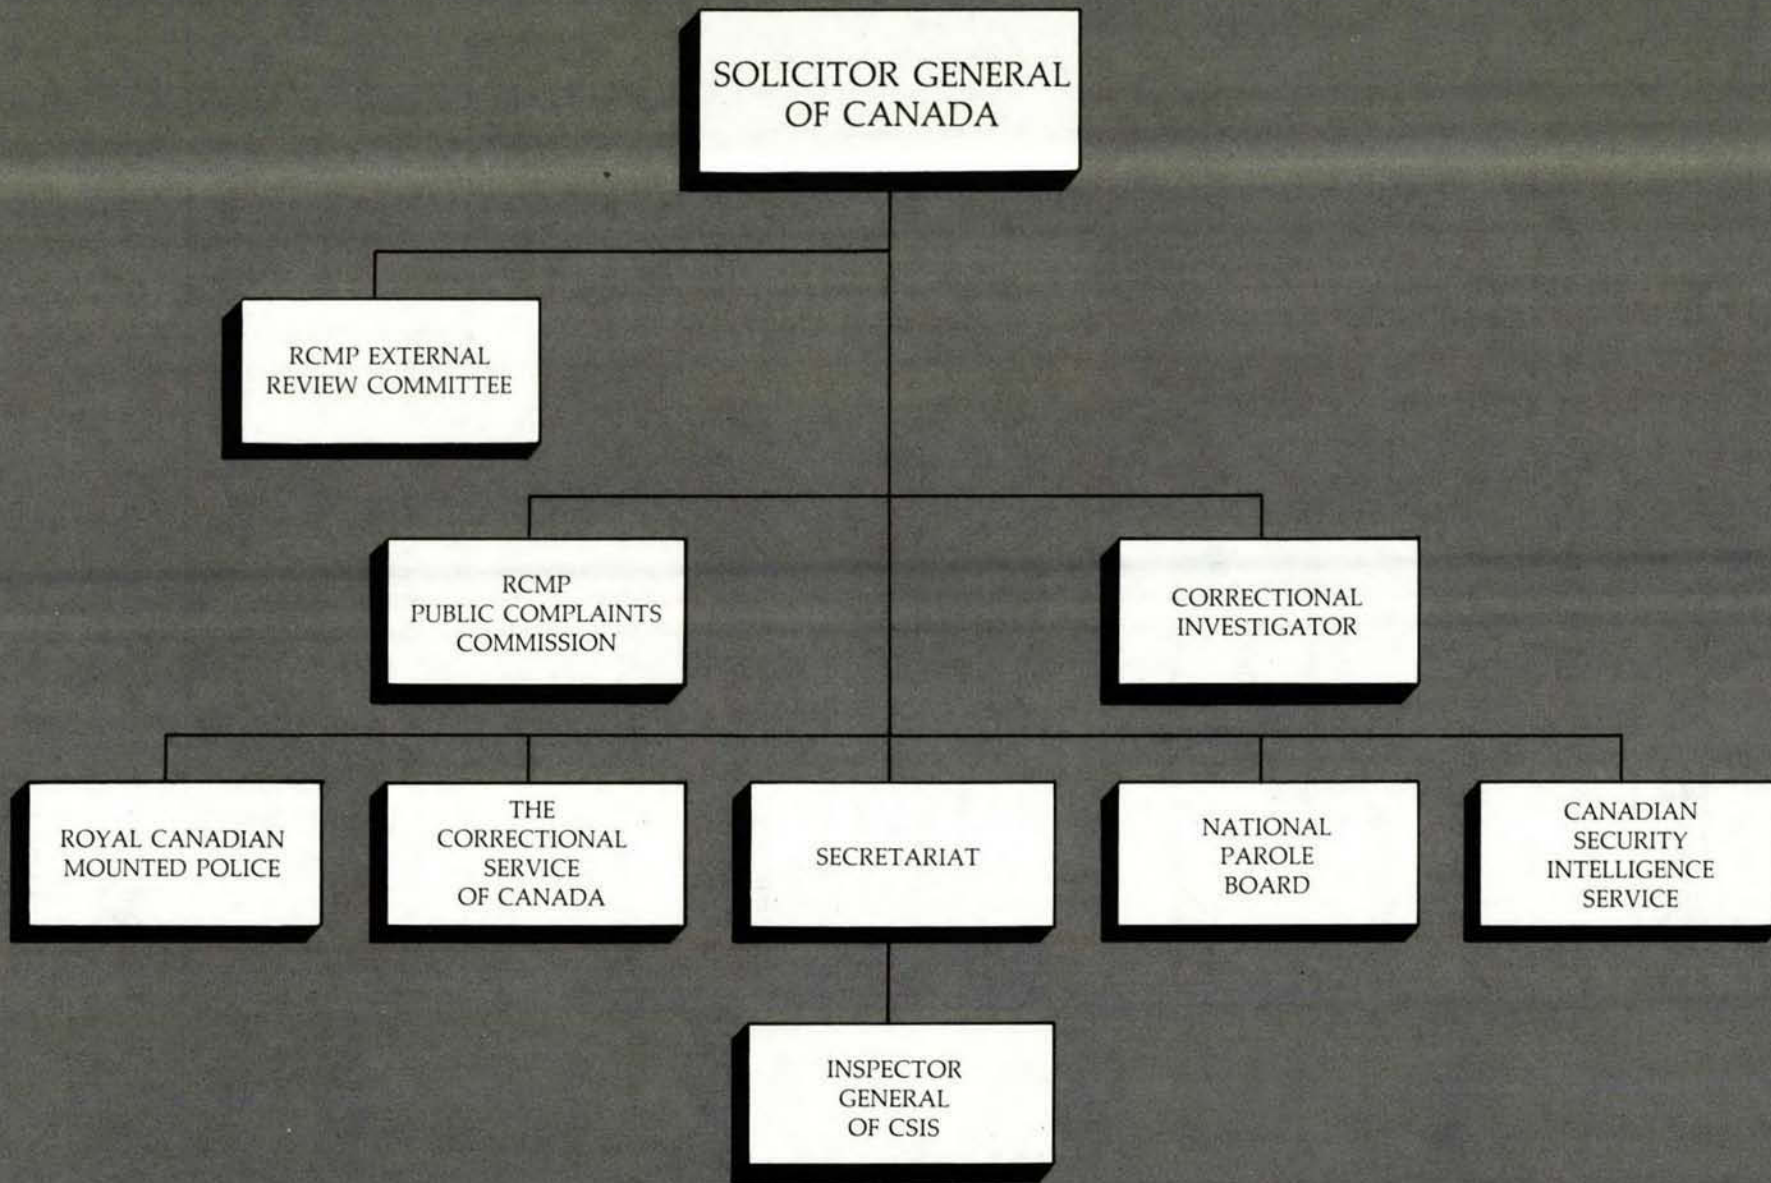 SOLICITOR GENERAL
OF CANADA
RCMP EXTERNAL
REVIEW COMMITTEE
RCMP
PUBLIC COMPLAINTS
COMMISSION
CORRECTIONAL
INVESTIGATOR
ROYAL CANADIAN
MOUNTED POLICE
THE
CORRECTIONAL
SERVICE
OF CANADA
SECRETARIAT
NATIONAL
PAROLE
BOARD
CANADIAN
SECURITY
INTELLIGENCE
SERVICE
INSPECTOR
GENERAL
OF CSIS